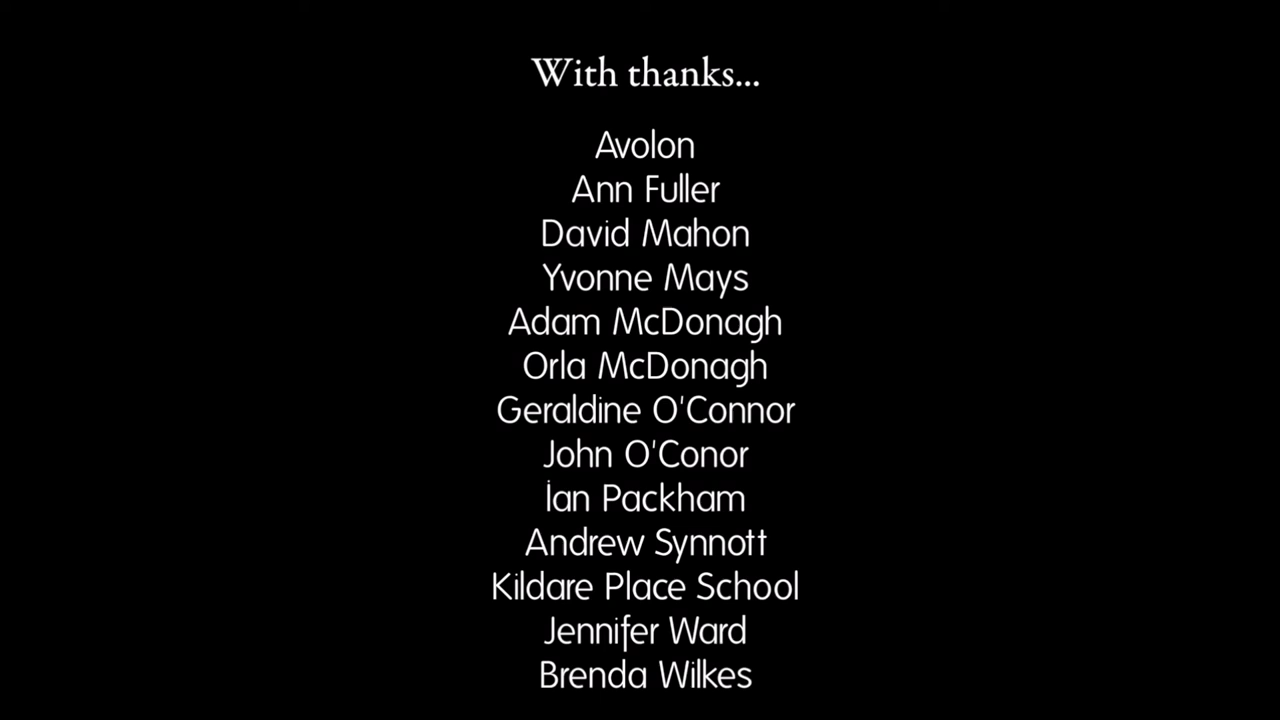 With thanks...
Avolon
Ann Fuller
David Mahon
Yvonne Mays
Adam McDonagh
Orla McDonagh
Geraldine O'Connor
John O'Conor
Ian Packham
Andrew Synnott
Kildare Place School
Jennifer Ward
Brenda Wilkes